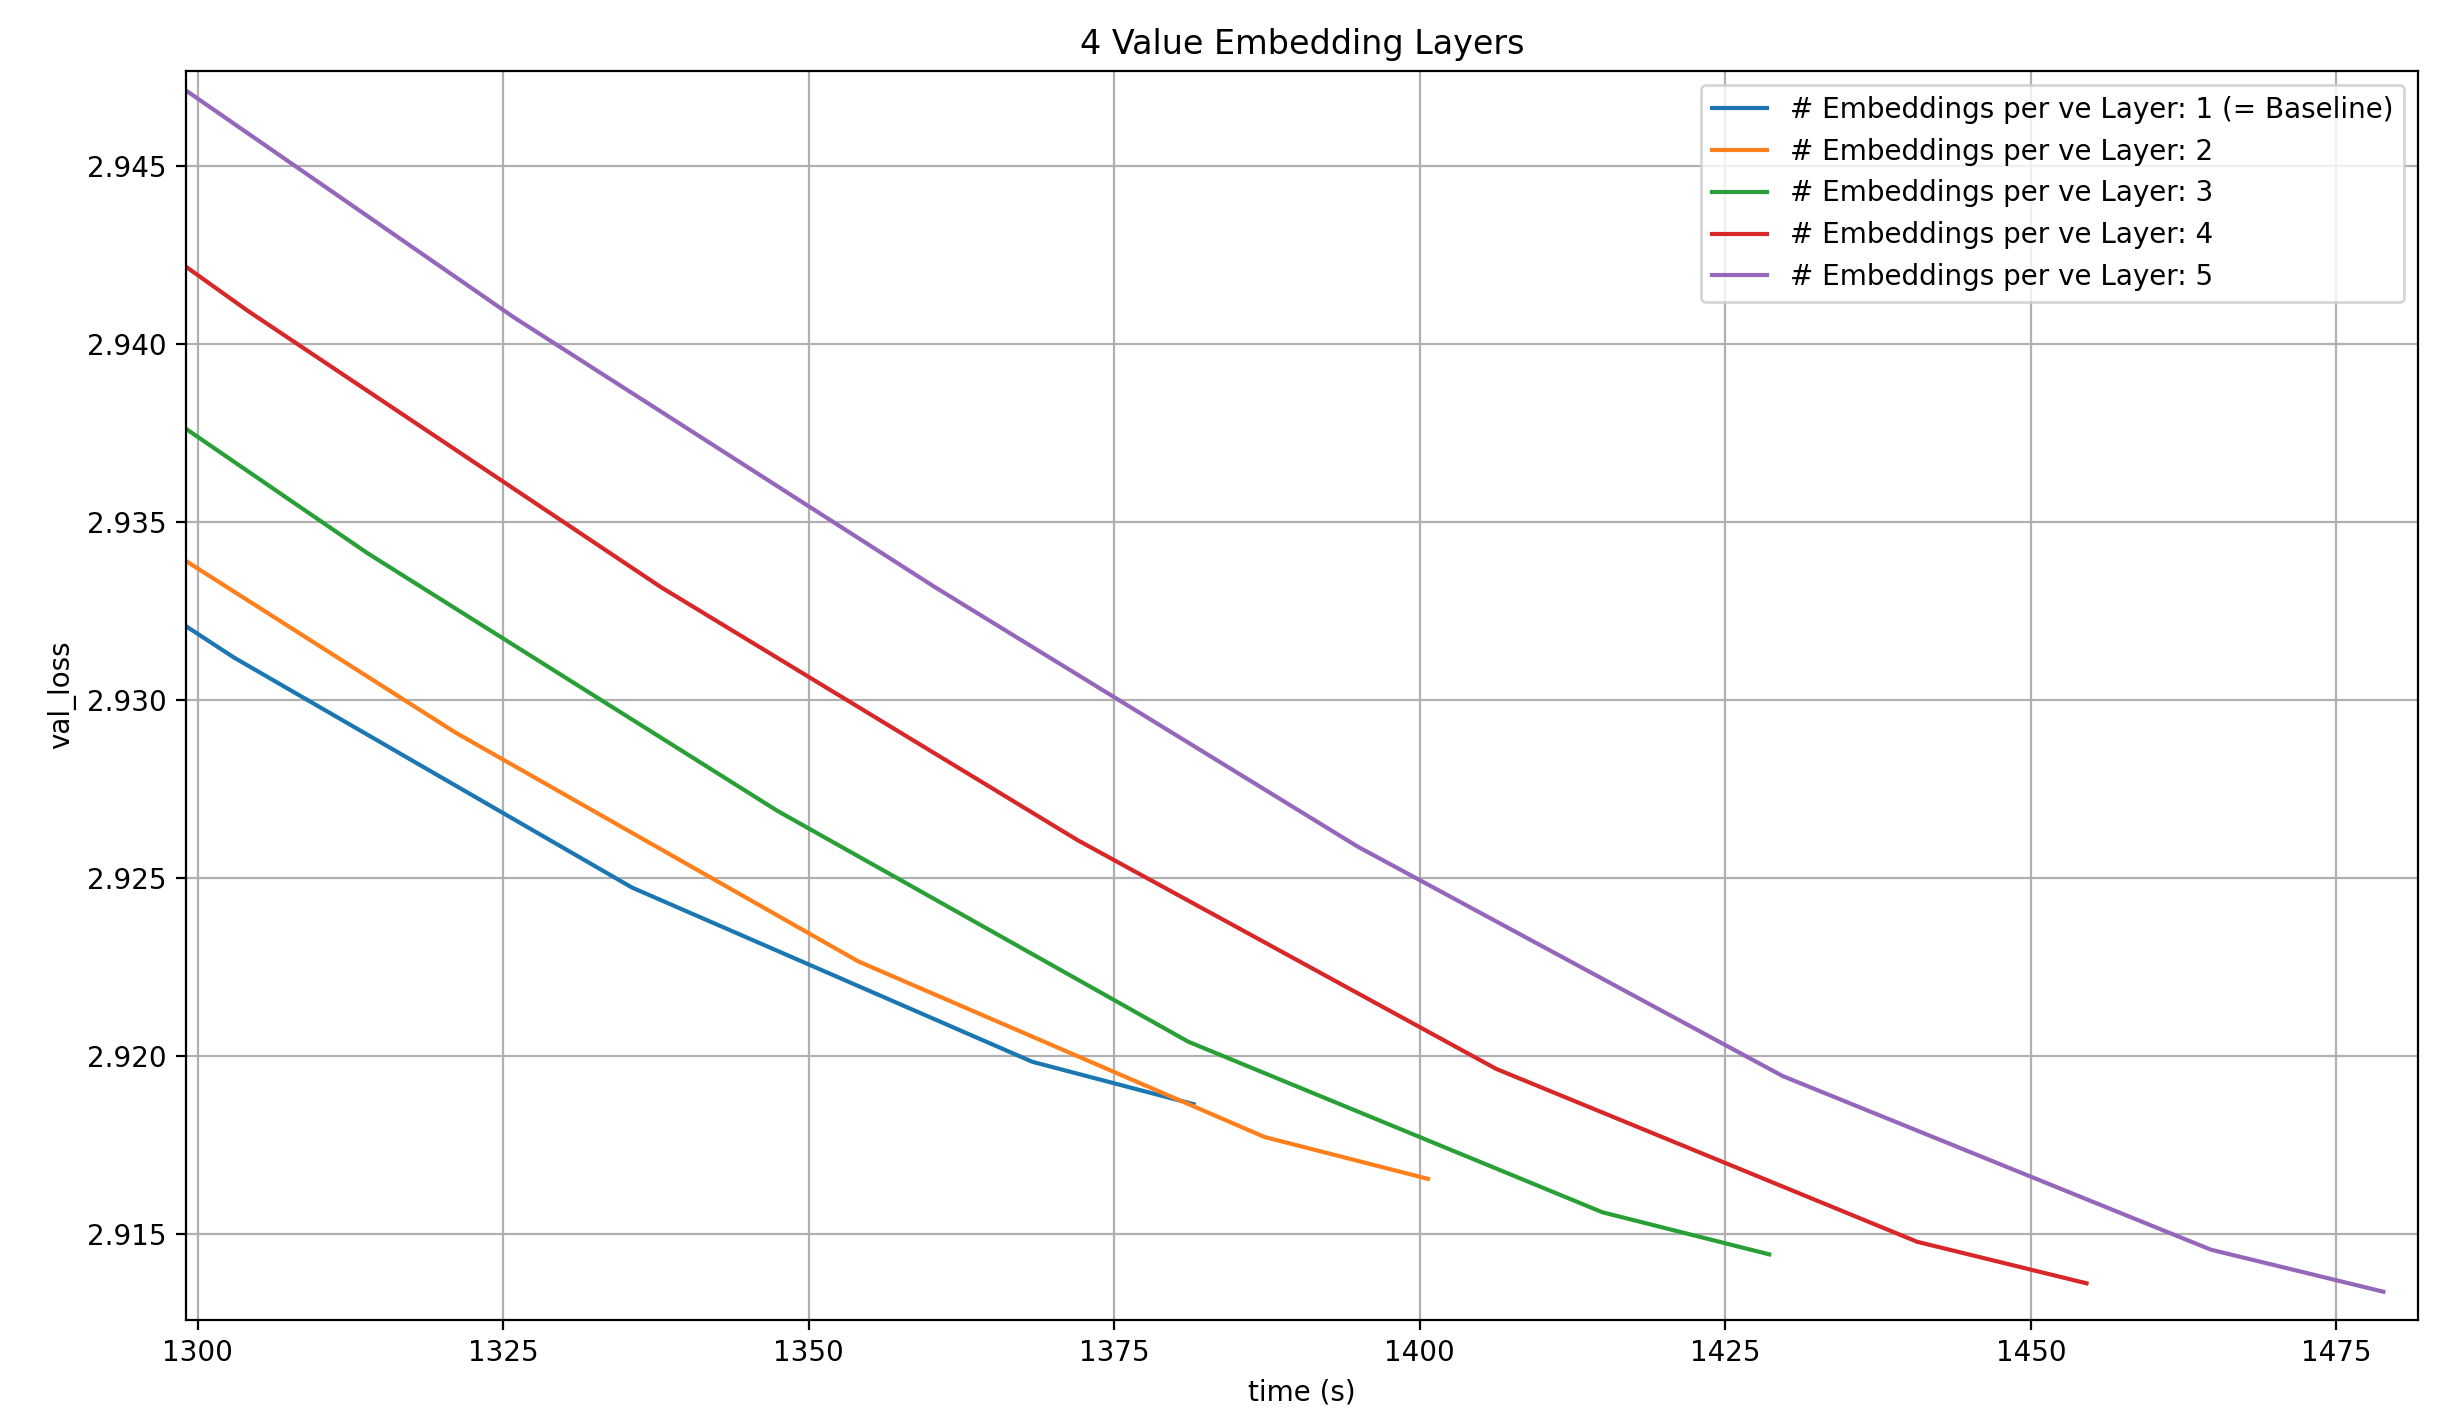 4 Value Embedding Layers
# Embeddings per ve Layer: 1 (= Baseline)
# Embeddings per ve Layer: 2
# Embeddings per ve Layer: 3
# Embeddings per ve Layer: 4
# Embeddings per ve Layer: 5
val_loss
2.945
2.940
2.935
2.930
2.925
2.920
2.915
1300 1325 1350 1375 1400 1425 1450 1475
time (s)